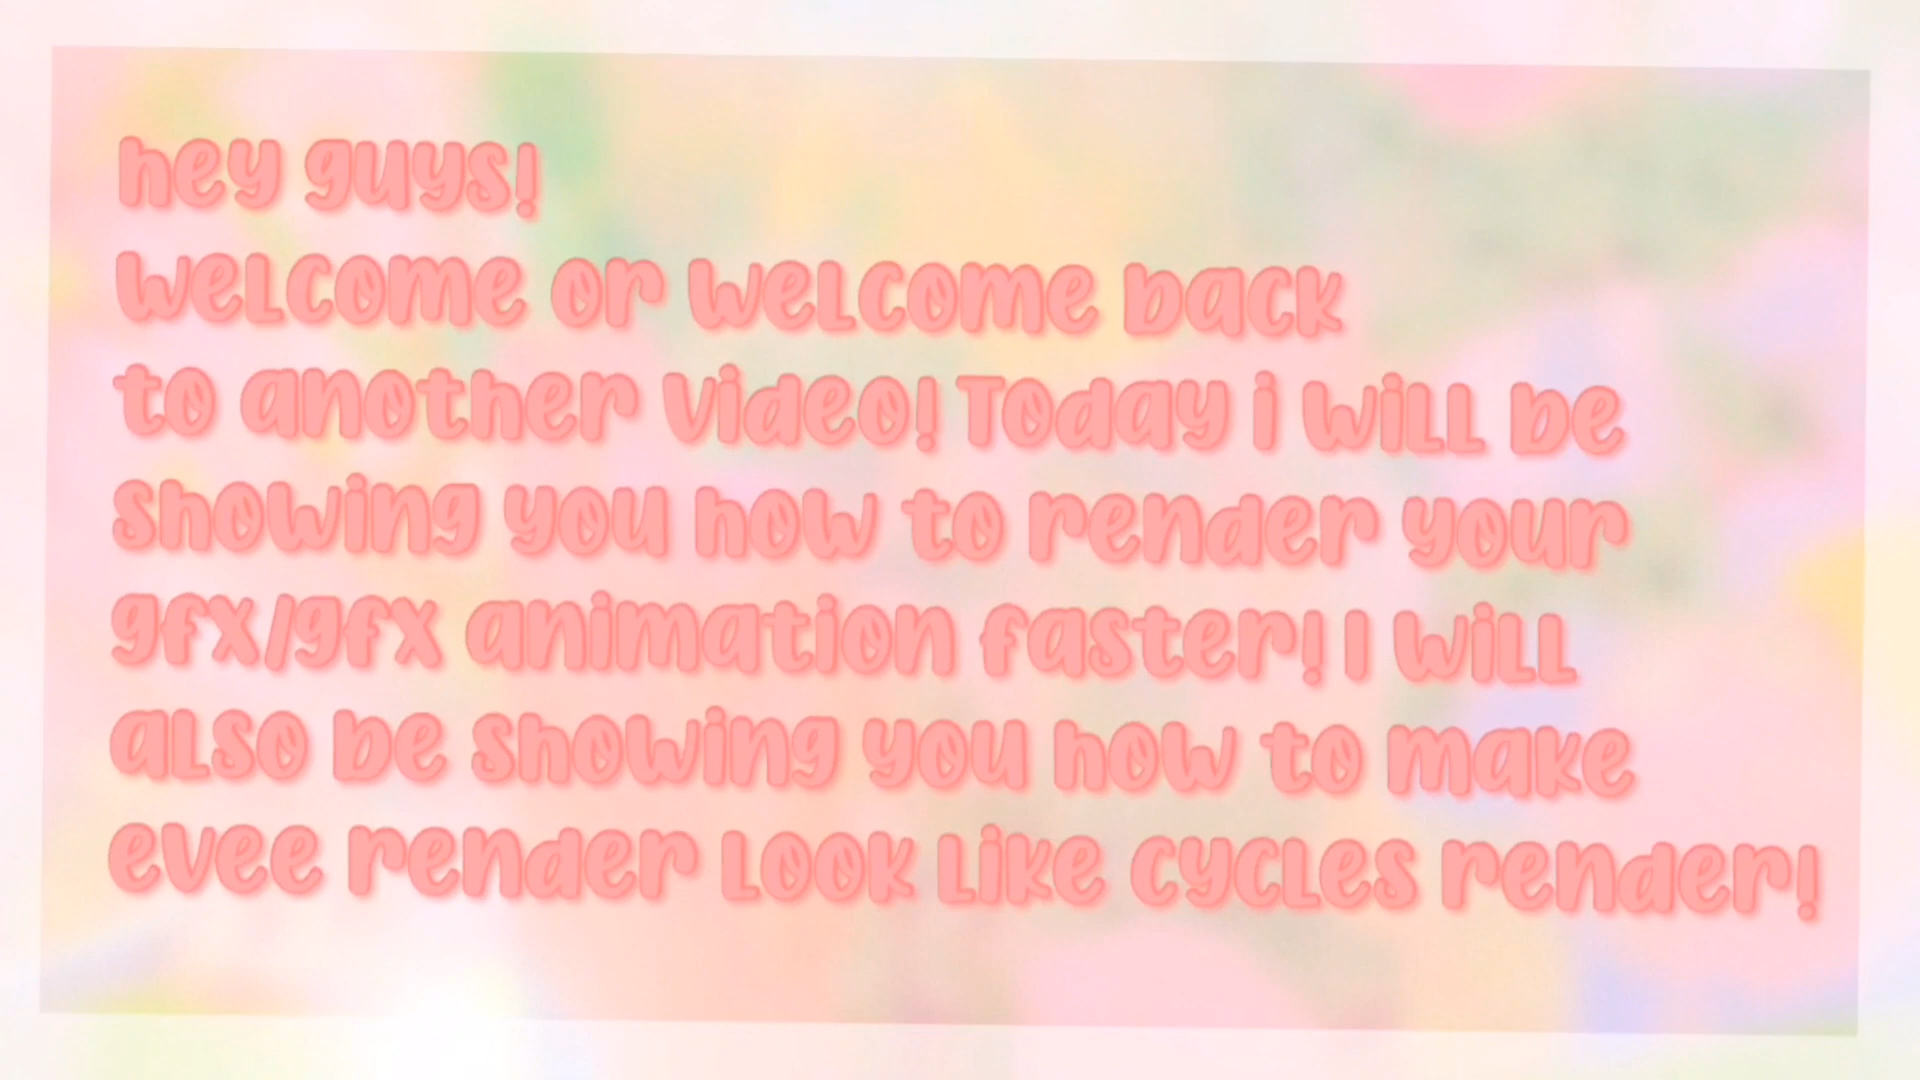 hey guys!
welcome or welcome back
to another video! Today i will be
showing you how to render your
gfx/gfx animation faster! I will
also be showing you how to make
evee render look like cycles render!